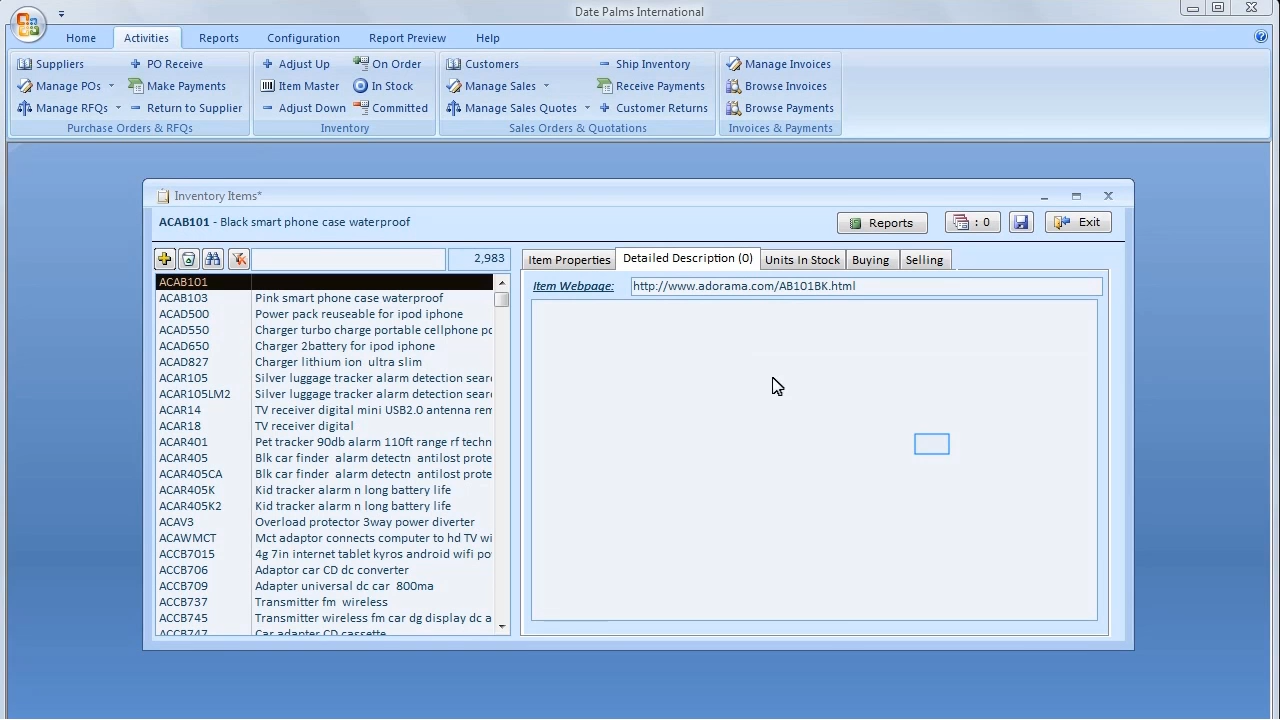 Date Palms International
Home Activities Reports Configuration Report Preview Help
Suppliers PO Receive Adjust Up On Order Customers Ship Inventory Manage Invoices
Manage POs Make Payments Item Master In Stock Manage Sales Receive Payments Browse Invoices
Manage RFQs Return to Supplier Adjust Down Committed Manage Sales Quotes Customer Returns Browse Payments
Purchase Orders & RFQs Inventory Sales Orders & Quotations Invoices & Payments
Inventory Items*
ACAB101 - Black smart phone case waterproof Reports : 0 Exit
2,983 Item Properties Detailed Description (0) Units In Stock Buying Selling
Item Webpage: http://www.adorama.com/AB101BK.html
ACAB101
ACAB103 Pink smart phone case waterproof
ACAD500 Power pack reuseable for ipod iphone
ACAD550 Charger turbo charge portable cellphone pc
ACAD650 Charger 2battery for ipod iphone
ACAD827 Charger lithium ion ultra slim
ACAR105 Silver luggage tracker alarm detection sear
ACAR105LM2 Silver luggage tracker alarm detection sear
ACAR14 TV receiver digital mini USB2.0 antenna rem
ACAR18 TV receiver digital
ACAR401 Pet tracker 90db alarm 110ft range rf techn
ACAR405 Blk car finder alarm detectn antilost prote
ACAR405CA Blk car finder alarm detectn antilost prote
ACAR405K Kid tracker alarm n long battery life
ACAR405K2 Kid tracker alarm n long battery life
ACAV3 Overload protector 3way power diverter
ACAWMCT Mct adaptor connects computer to hd TV wi
ACCB7015 4g 7in internet tablet kyros android wifi po
ACCB706 Adaptor car CD dc converter
ACCB709 Adapter universal dc car 800ma
ACCB737 Transmitter fm wireless
ACCB745 Transmitter wireless fm car dg display dc a
ACCB747 Car adapter CD cassette